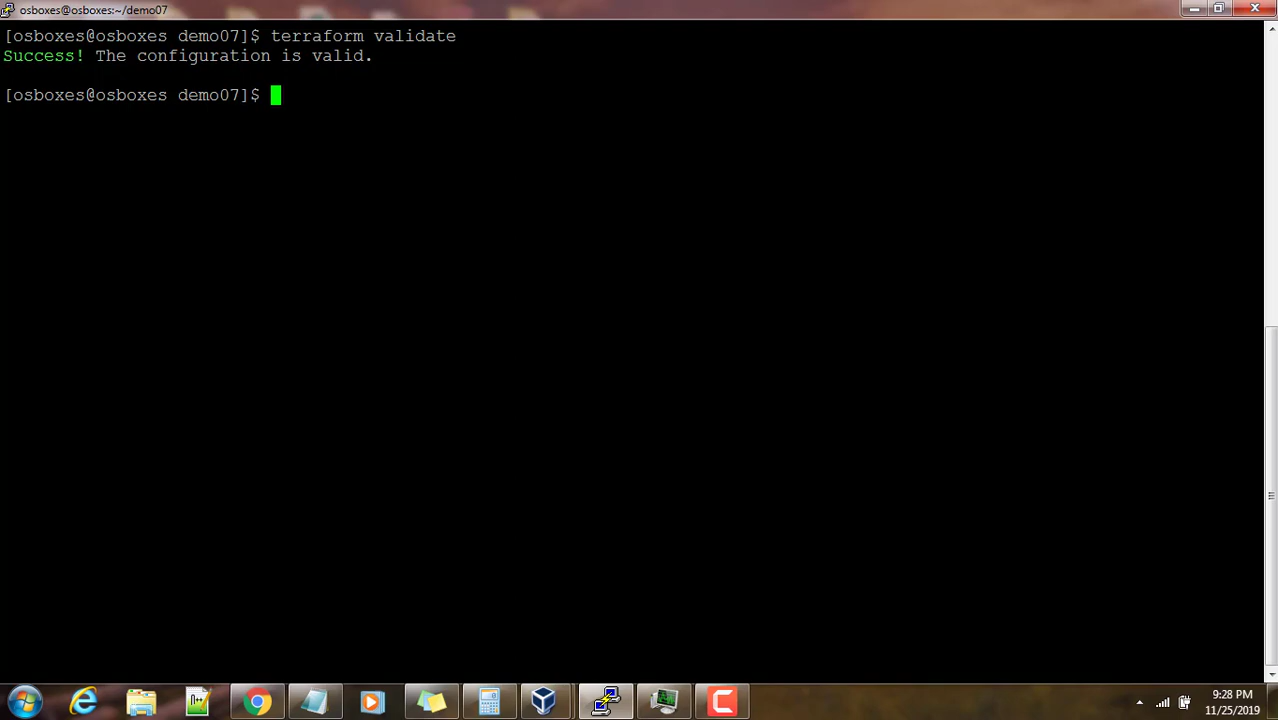 osboxes@osboxes:~/demo07
[osboxes@osboxes demo07]$ terraform validate
Success! The configuration is valid.
[osboxes@osboxes demo07]$
9:28 PM
11/25/2019